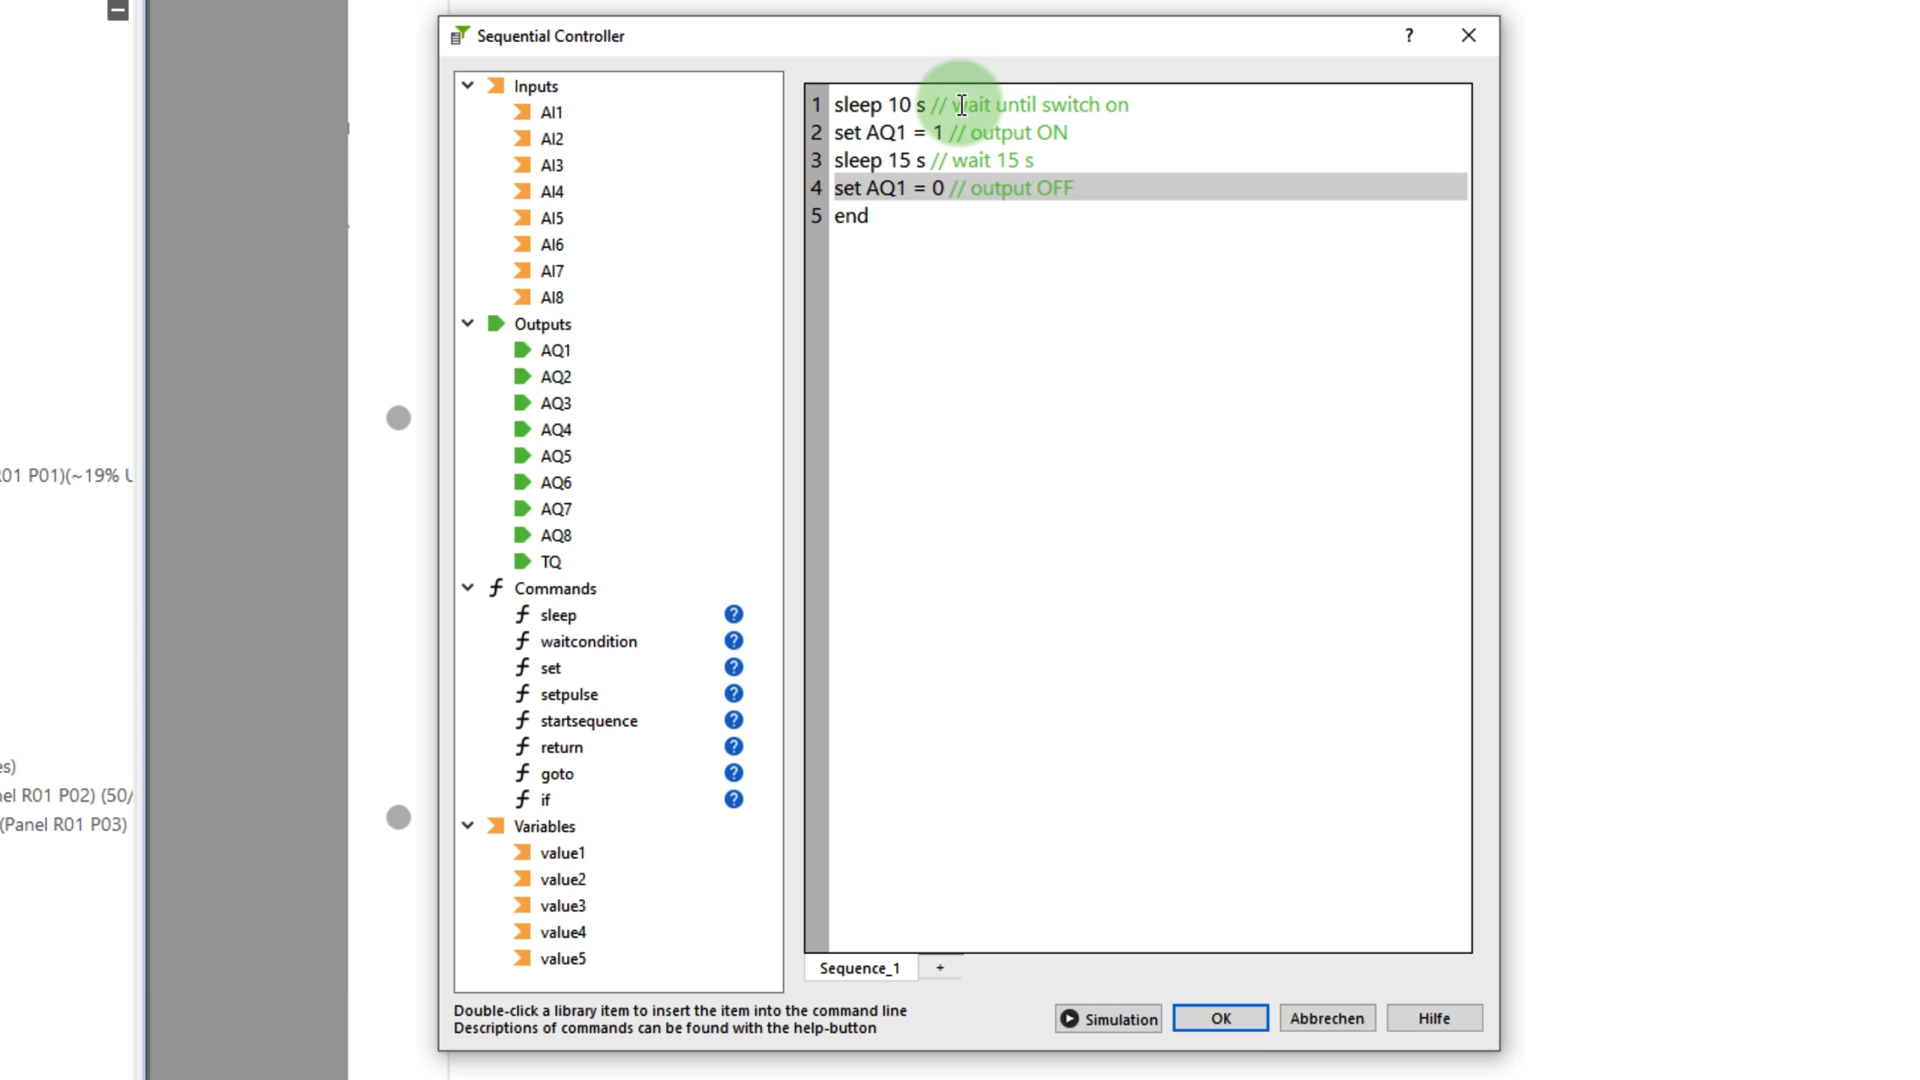 Sequential Controller
?
Inputs
AI1
AI2
AI3
AI4
AI5
AI6
AI7
AI8
Outputs
AQ1
AQ2
AQ3
AQ4
AQ5
AQ6
AQ7
AQ8
TQ
Commands
sleep
waitcondition
set
setpulse
startsequence
return
goto
if
Variables
value1
value2
value3
value4
value5
1 sleep 10 s // wait until switch on
2 set AQ1 = 1 // output ON
3 sleep 15 s // wait 15 s
4 set AQ1 = 0 // output OFF
5 end
Sequence_1 +
Double-click a library item to insert the item into the command line
Descriptions of commands can be found with the help-button
Simulation
OK
Abbrechen
Hilfe
01 P01)(~19%
R01 P02) (50/
(Panel R01 P03)